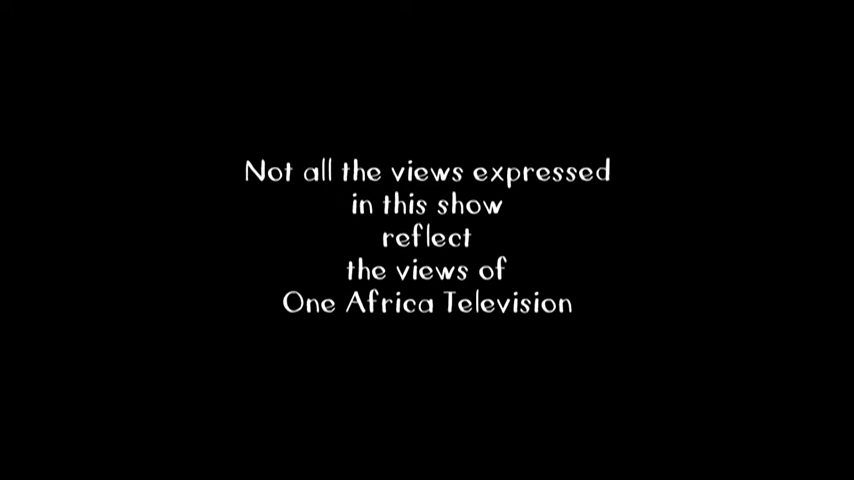 Not all the views expressed
in this show
reflect
the views of
One Africa Television